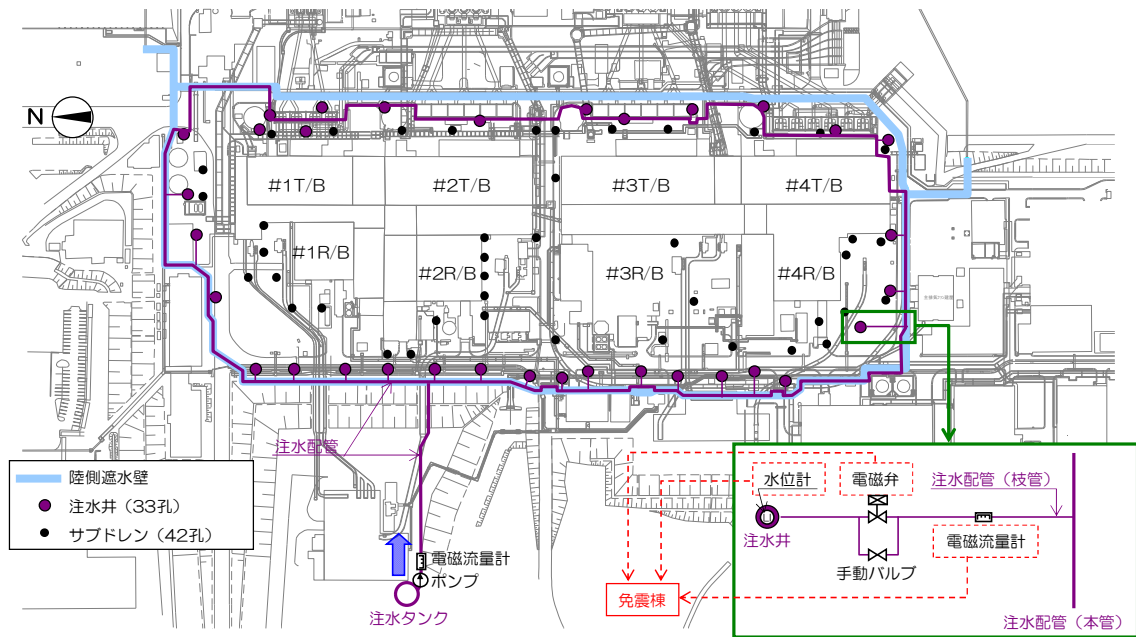 N
#1T/B
#2T/B
#3T/B
#4T/B
#1R/B
#2R/B
#3R/B
#4R/B
注水配管
陸側遮水壁
注水井（33孔）
サブドレン（42孔）
電磁流量計
ポンプ
注水タンク
水位計
電磁弁
注水配管（枝管）
注水井
手動バルブ
電磁流量計
免震棟
注水配管（本管）